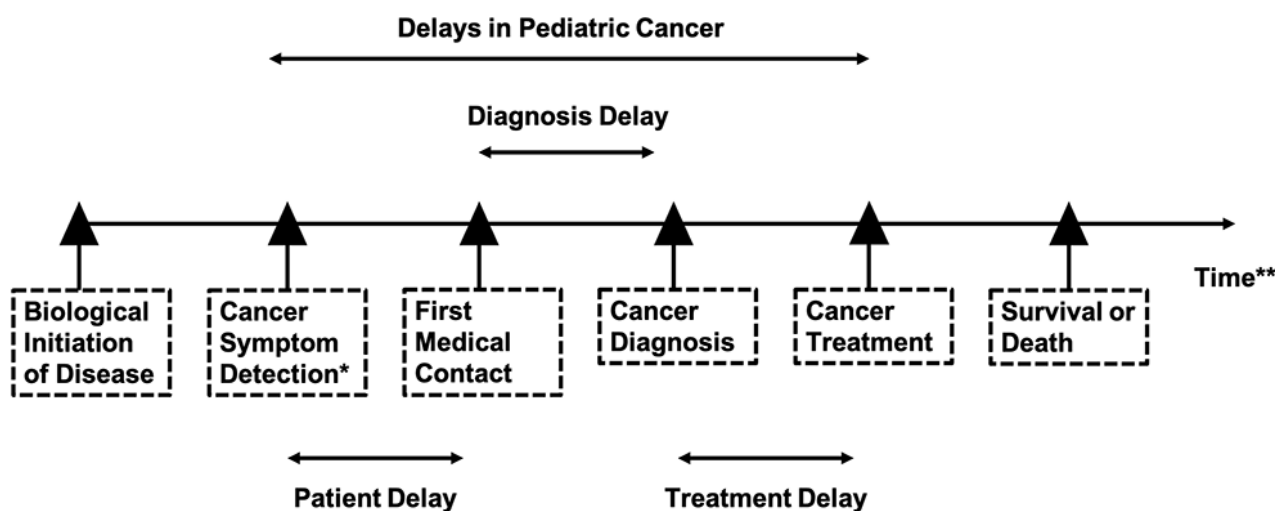 Delays in Pediatric Cancer
Diagnosis Delay
Time**
Biological
Initiation
of Disease
Cancer
Symptom
Detection*
First
Medical
Contact
Cancer
Diagnosis
Cancer
Treatment
Survival or
Death
Patient Delay
Treatment Delay